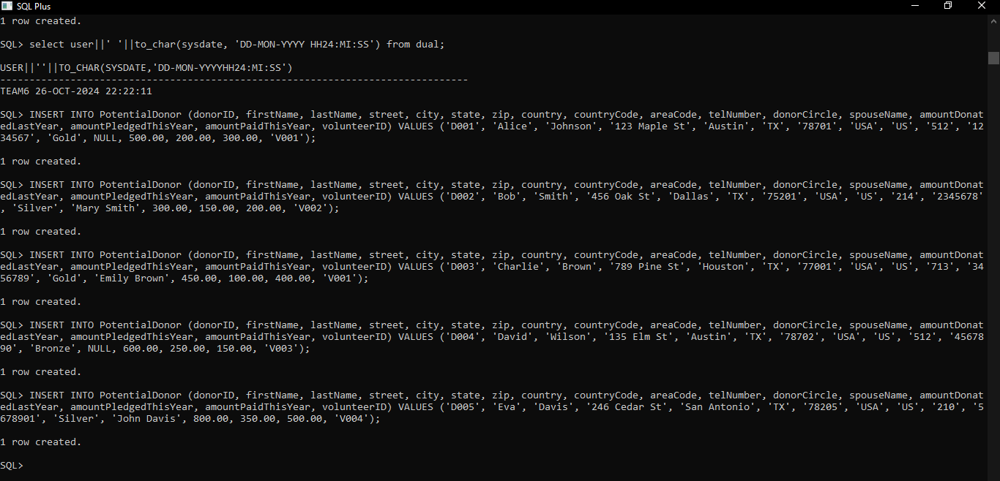 SQL Plus
1 row created.
SQL> select user||' '||to_char(sysdate, 'DD-MON-YYYY HH24:MI:SS') from dual;
USER||''||TO_CHAR(SYSDATE,'DD-MON-YYYYHH24:MI:SS')
--------------------------------------------------------------------------------
TEAM6 26-OCT-2024 22:22:11
SQL> INSERT INTO PotentialDonor (donorID, firstName, lastName, street, city, state, zip, country, countryCode, areaCode, telNumber, donorCircle, spouseName, amountDonat
edLastYear, amountPledgedThisYear, amountPaidThisYear, volunteerID) VALUES ('D001', 'Alice', 'Johnson', '123 Maple St', 'Austin', 'TX', '78701', 'USA', 'US', '512', '12
34567', 'Gold', NULL, 500.00, 200.00, 300.00, 'V001');
1 row created.
SQL> INSERT INTO PotentialDonor (donorID, firstName, lastName, street, city, state, zip, country, countryCode, areaCode, telNumber, donorCircle, spouseName, amountDonat
edLastYear, amountPledgedThisYear, amountPaidThisYear, volunteerID) VALUES ('D002', 'Bob', 'Smith', '456 Oak St', 'Dallas', 'TX', '75201', 'USA', 'US', '214', '2345678'
, 'Silver', 'Mary Smith', 300.00, 150.00, 200.00, 'V002');
1 row created.
SQL> INSERT INTO PotentialDonor (donorID, firstName, lastName, street, city, state, zip, country, countryCode, areaCode, telNumber, donorCircle, spouseName, amountDonat
edLastYear, amountPledgedThisYear, amountPaidThisYear, volunteerID) VALUES ('D003', 'Charlie', 'Brown', '789 Pine St', 'Houston', 'TX', '77001', 'USA', 'US', '713', '34
56789', 'Gold', 'Emily Brown', 450.00, 100.00, 400.00, 'V001');
1 row created.
SQL> INSERT INTO PotentialDonor (donorID, firstName, lastName, street, city, state, zip, country, countryCode, areaCode, telNumber, donorCircle, spouseName, amountDonat
edLastYear, amountPledgedThisYear, amountPaidThisYear, volunteerID) VALUES ('D004', 'David', 'Wilson', '135 Elm St', 'Austin', 'TX', '78702', 'USA', 'US', '512', '45678
90', 'Bronze', NULL, 600.00, 250.00, 150.00, 'V003');
1 row created.
SQL> INSERT INTO PotentialDonor (donorID, firstName, lastName, street, city, state, zip, country, countryCode, areaCode, telNumber, donorCircle, spouseName, amountDonat
edLastYear, amountPledgedThisYear, amountPaidThisYear, volunteerID) VALUES ('D005', 'Eva', 'Davis', '246 Cedar St', 'San Antonio', 'TX', '78205', 'USA', 'US', '210', '5
678901', 'Silver', 'John Davis', 800.00, 350.00, 500.00, 'V004');
1 row created.
SQL>